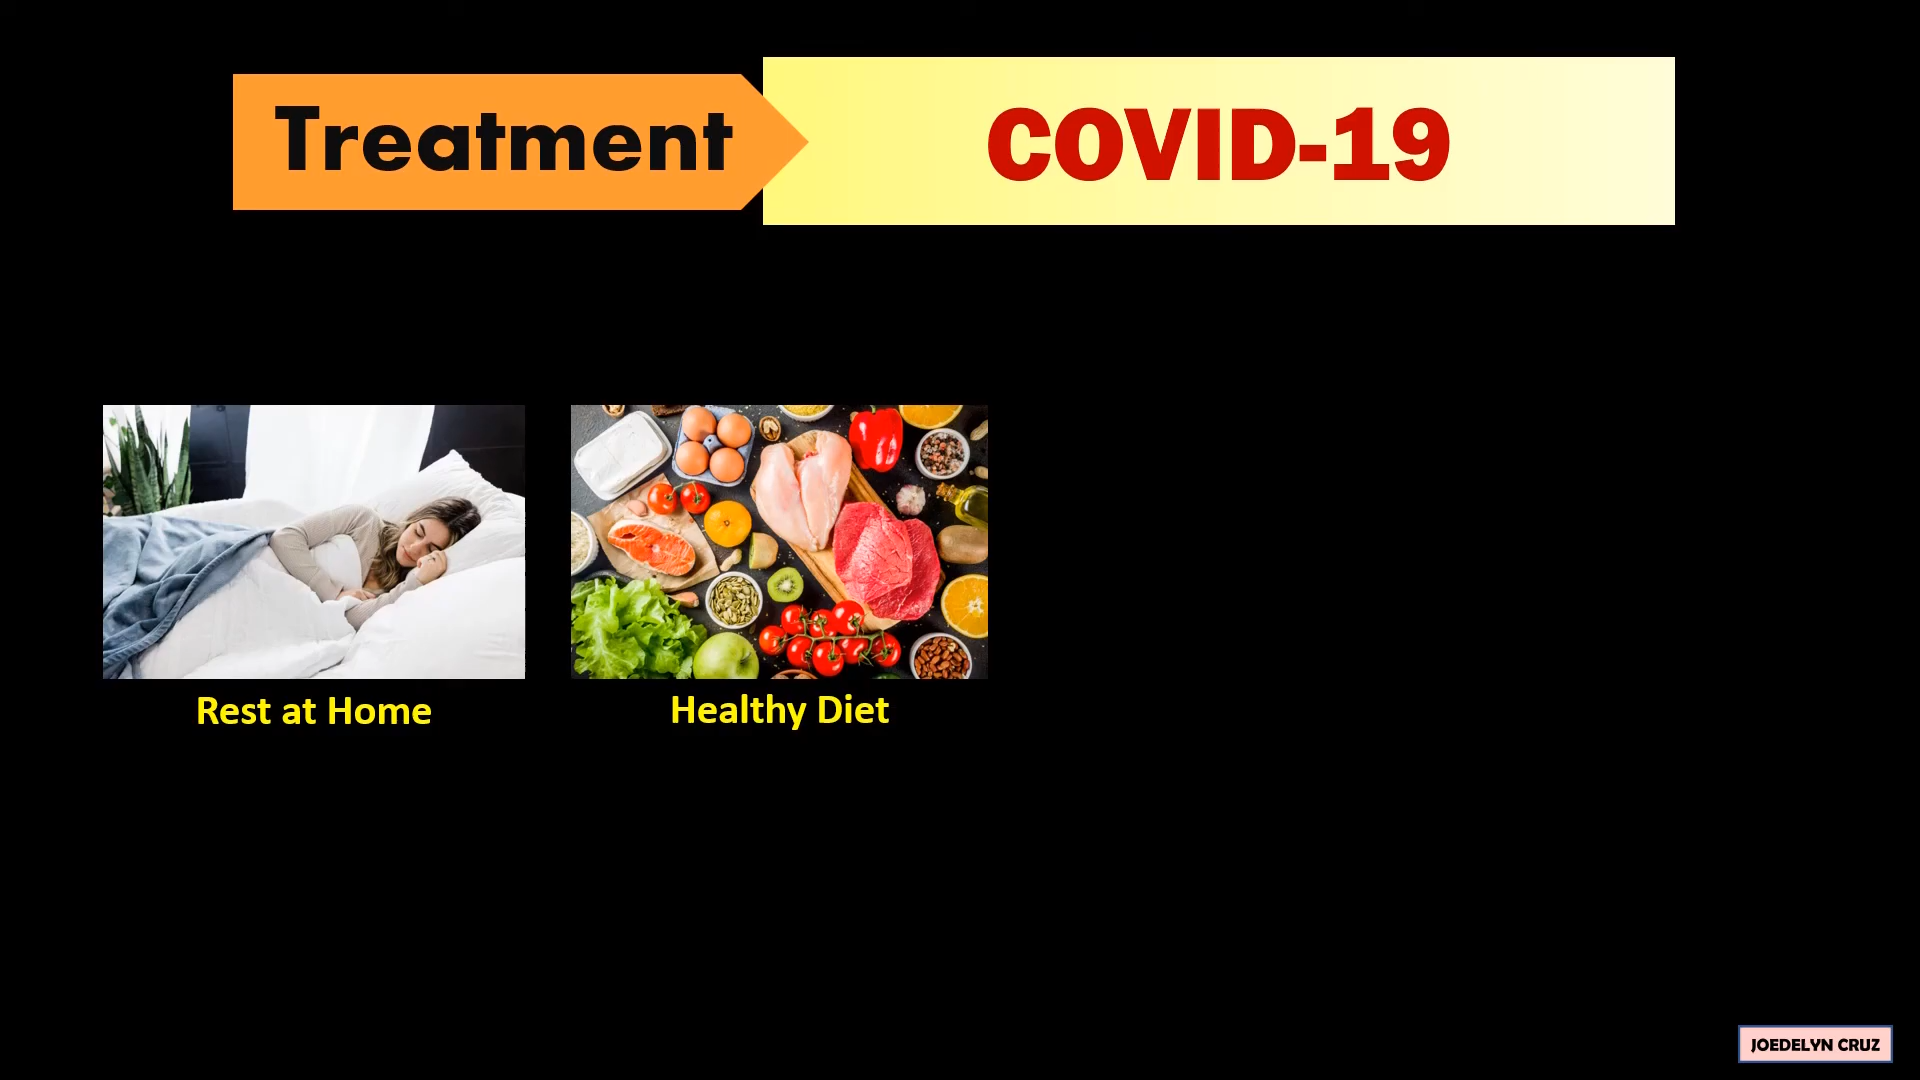 Treatment
COVID-19
Rest at Home
Healthy Diet
JOEDELYN CRUZ